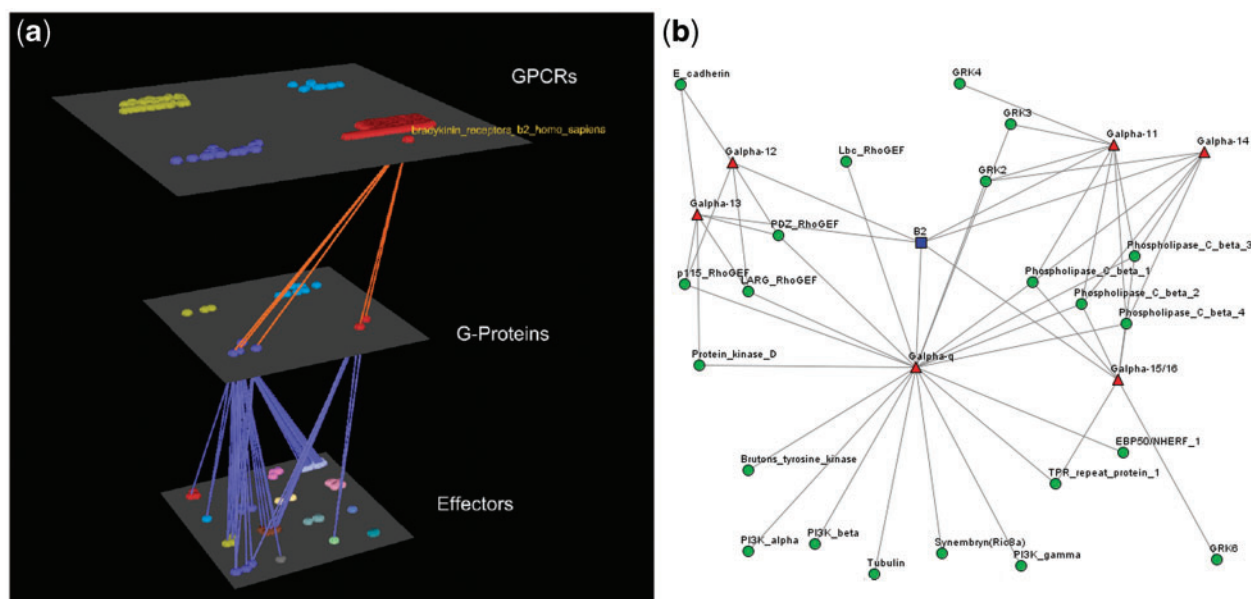 (a)
GPCRs
bradykinin_receptors_b2_homo_sapiens
G-Proteins
Effectors
(b)
E_cadherin
GRK4
GRK3
Galpha-11
Galpha-14
Galpha-12
Lbc_RhoGEF
GRK2
Galpha-13
PDZ_RhoGEF
B2
Phospholipase_C_beta_3
p115_RhoGEF
LARG_RhoGEF
Phospholipase_C_beta_1
Phospholipase_C_beta_2
Phospholipase_C_beta_4
Protein_kinase_D
Galpha-q
Galpha-15/16
EBP50/NHERF_1
Brutons_tyrosine_kinase
TPR_repeat_protein_1
PI3K_alpha
PI3K_beta
Synembryn(Ric8a)
PI3K_gamma
Tubulin
GRK6